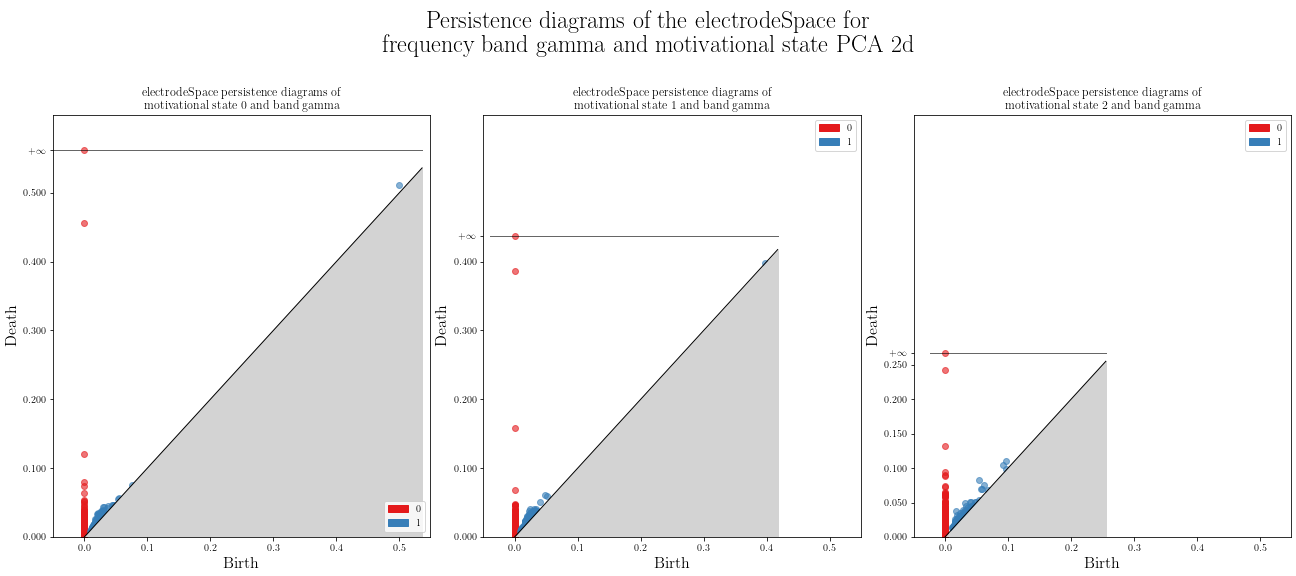 Persistence diagrams of the electrodeSpace for
frequency band gamma and motivational state PCA 2d
electrodeSpace persistence diagrams of
motivational state 0 and band gamma
+∞
0.500
0.400
0.300
0.200
0.100
0.000
Death
0.0 0.1 0.2 0.3 0.4 0.5
Birth
0
1
electrodeSpace persistence diagrams of
motivational state 1 and band gamma
0
1
+∞
0.400
0.300
0.200
0.100
0.000
Death
0.0 0.1 0.2 0.3 0.4 0.5
Birth
electrodeSpace persistence diagrams of
motivational state 2 and band gamma
0
1
+∞
0.250
0.200
0.150
0.100
0.050
0.000
Death
0.0 0.1 0.2 0.3 0.4 0.5
Birth